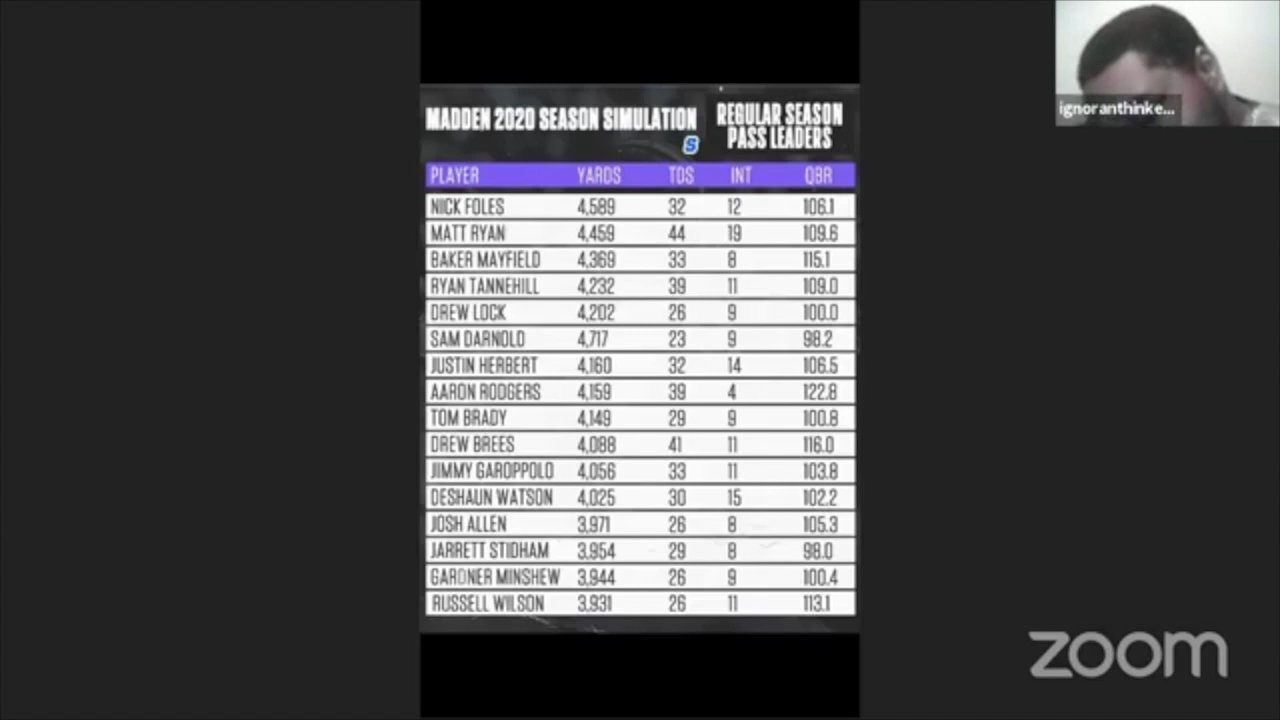 MADDEN 2020 SEASON SIMULATION
S
REGULAR SEASON
PASS LEADERS
PLAYER YARDS TDS INT QBR
NICK FOLES 4,589 32 12 106.1
MATT RYAN 4,459 44 19 109.6
BAKER MAYFIELD 4,369 33 8 115.1
RYAN TANNEHILL 4,232 39 11 109.0
DREW LOCK 4,202 26 9 100.0
SAM DARNOLD 4,717 23 9 98.2
JUSTIN HERBERT 4,160 32 14 106.5
AARON RODGERS 4,159 39 4 122.8
TOM BRADY 4,149 29 9 100.8
DREW BREES 4,088 41 11 116.0
JIMMY GAROPPOLO 4,056 33 11 103.8
DESHAUN WATSON 4,025 30 15 102.2
JOSH ALLEN 3,971 26 8 105.3
JARRETT STIDHAM 3,954 29 8 98.0
GARDNER MINSHEW 3,944 26 9 100.4
RUSSELL WILSON 3,931 26 11 113.1
ignoranthinke...
zoom